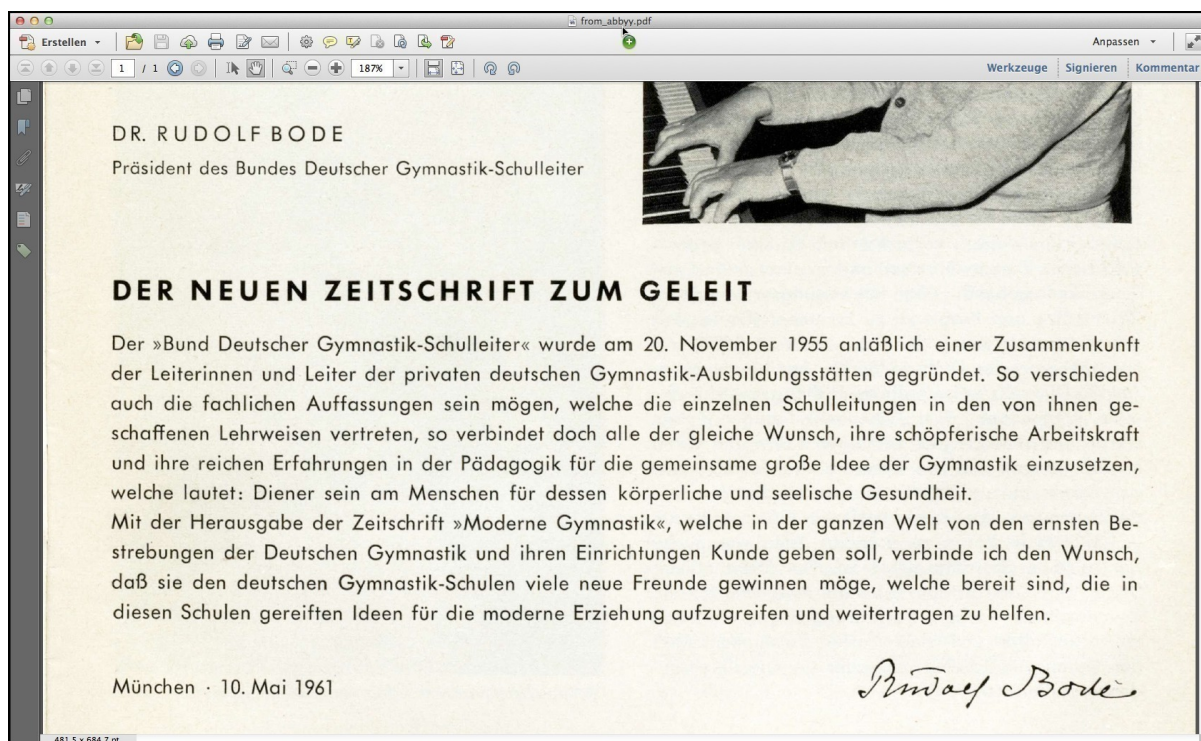 from_abbyy.pdf
Erstellen
Anpassen
1 / 1
187%
Werkzeuge
Signieren
Kommentar
DR. RUDOLF BODE
Präsident des Bundes Deutscher Gymnastik-Schulleiter
DER NEUEN ZEITSCHRIFT ZUM GELEIT
Der »Bund Deutscher Gymnastik-Schulleiter« wurde am 20. November 1955 anläßlich einer Zusammenkunft
der Leiterinnen und Leiter der privaten deutschen Gymnastik-Ausbildungsstätten gegründet. So verschieden
auch die fachlichen Auffassungen sein mögen, welche die einzelnen Schulleitungen in den von ihnen ge-
schaffenen Lehrweisen vertreten, so verbindet doch alle der gleiche Wunsch, ihre schöpferische Arbeitskraft
und ihre reichen Erfahrungen in der Pädagogik für die gemeinsame große Idee der Gymnastik einzusetzen,
welche lautet: Diener sein am Menschen für dessen körperliche und seelische Gesundheit.
Mit der Herausgabe der Zeitschrift »Moderne Gymnastik«, welche in der ganzen Welt von den ernsten Be-
strebungen der Deutschen Gymnastik und ihren Einrichtungen Kunde geben soll, verbinde ich den Wunsch,
daß sie den deutschen Gymnastik-Schulen viele neue Freunde gewinnen möge, welche bereit sind, die in
diesen Schulen gereiften Ideen für die moderne Erziehung aufzugreifen und weitertragen zu helfen.
München · 10. Mai 1961
Rudolf Bode
481,5 x 684,7 pt